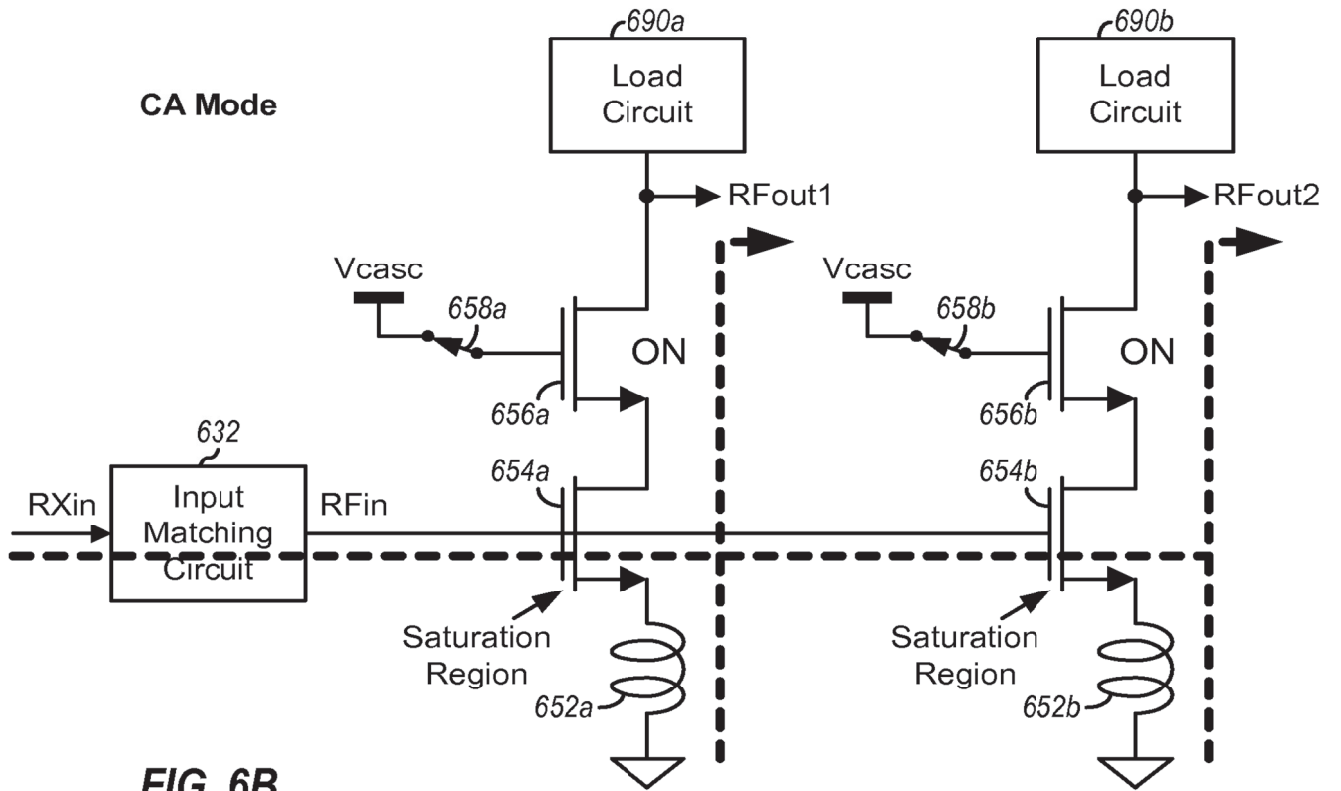 690a
690b
Load
Circuit
Load
Circuit
CA Mode
RFout1
RFout2
Vcasc
Vcasc
658a
658b
ON
ON
656a
656b
632
654a
654b
RXin
Input
Matching
Circuit
RFin
Saturation
Region
Saturation
Region
652a
652b
FIG. 6B